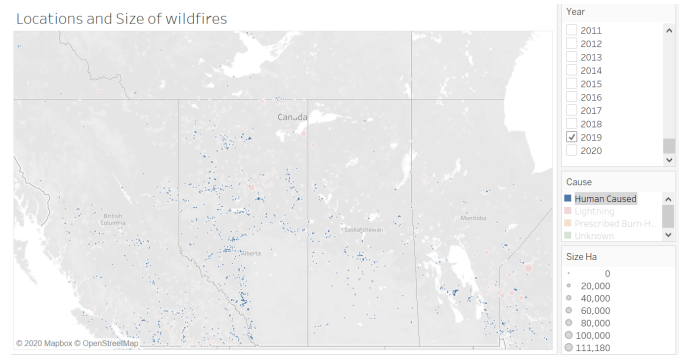 Locations and Size of wildfires
Canada
British
Columbia
Alberta
Saskatchewan
Manitoba
© 2020 Mapbox © OpenStreetMap
Year
2011
2012
2013
2014
2015
2016
2017
2018
2019
2020
Cause
Human Caused
Lightning
Prescribed Burn H...
Unknown
Size Ha
0
20,000
40,000
60,000
80,000
100,000
111,180